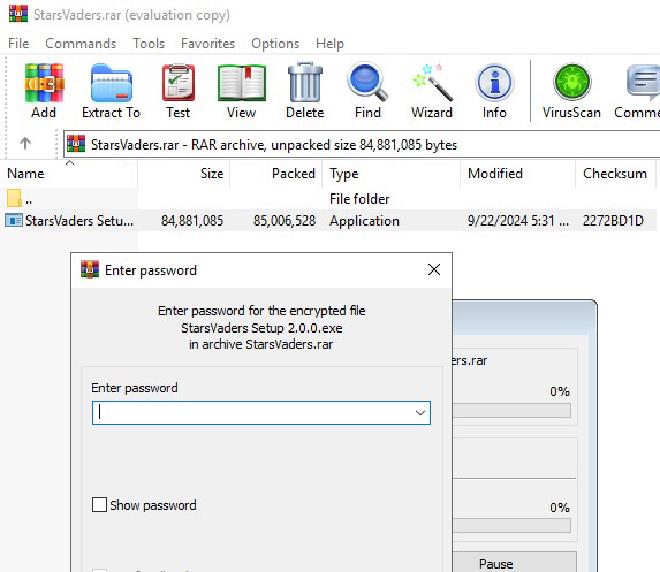 StarsVaders.rar (evaluation copy)
File Commands Tools Favorites Options Help
Add Extract To Test View Delete Find Wizard Info VirusScan Comme
StarsVaders.rar - RAR archive, unpacked size 84,881,085 bytes
Name Size Packed Type Modified Checksum
.. File folder
StarsVaders Setu... 84,881,085 85,006,528 Application 9/22/2024 5:31 ... 2272BD1D
Enter password
Enter password for the encrypted file
StarsVaders Setup 2.0.0.exe
in archive StarsVaders.rar
ers.rar
Enter password
0%
Show password
0%
Pause